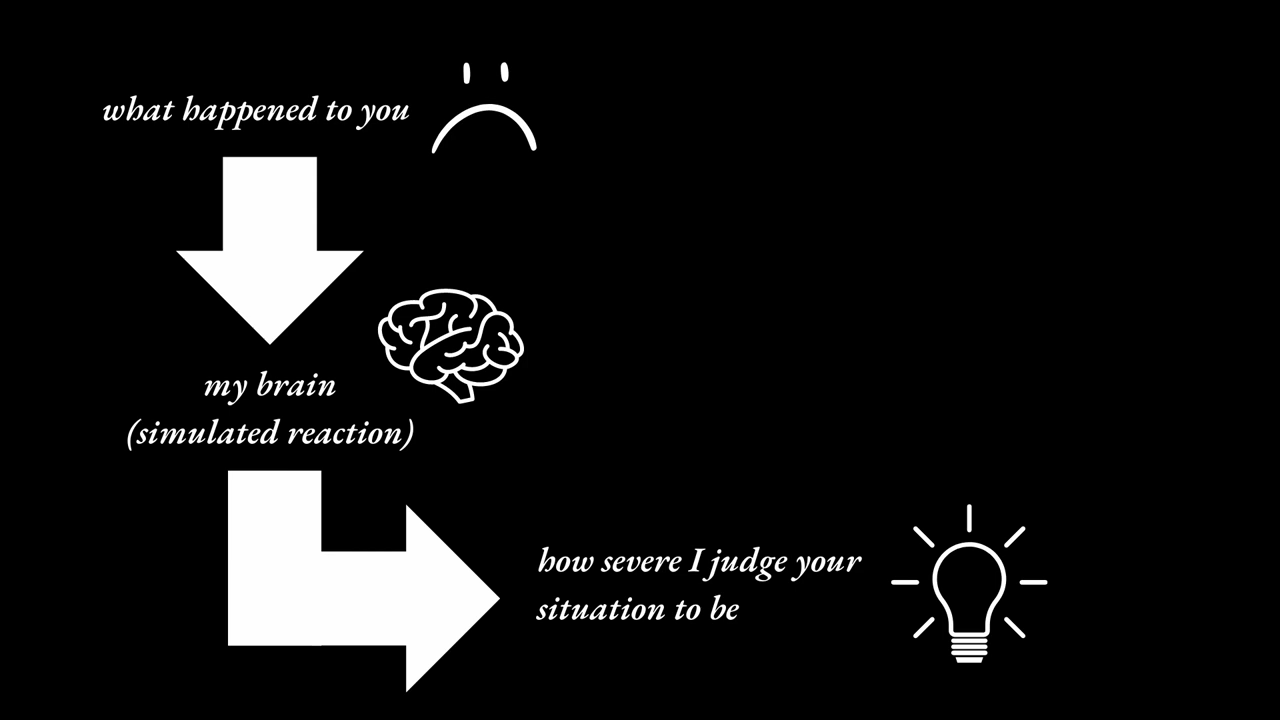 what happened to you
my brain
(simulated reaction)
how severe I judge your
situation to be